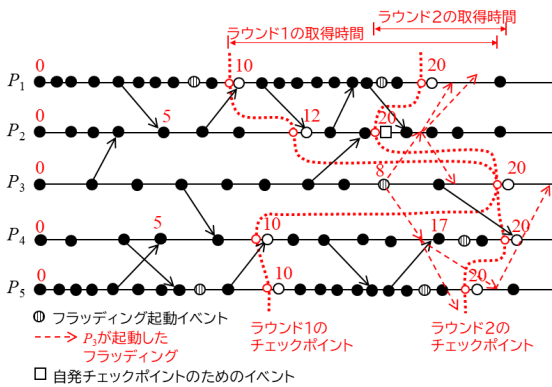 ラウンド2の取得時間
ラウンド1の取得時間
0 10 20
P1
5 12 20
0
P2
0 8 20
P3
0 5 10 17 20
P4
0 10 20
P5
フラッディング起動イベント
P3が起動した
フラッディング
自発チェックポイントのためのイベント
ラウンド1の
チェックポイント
ラウンド2の
チェックポイント